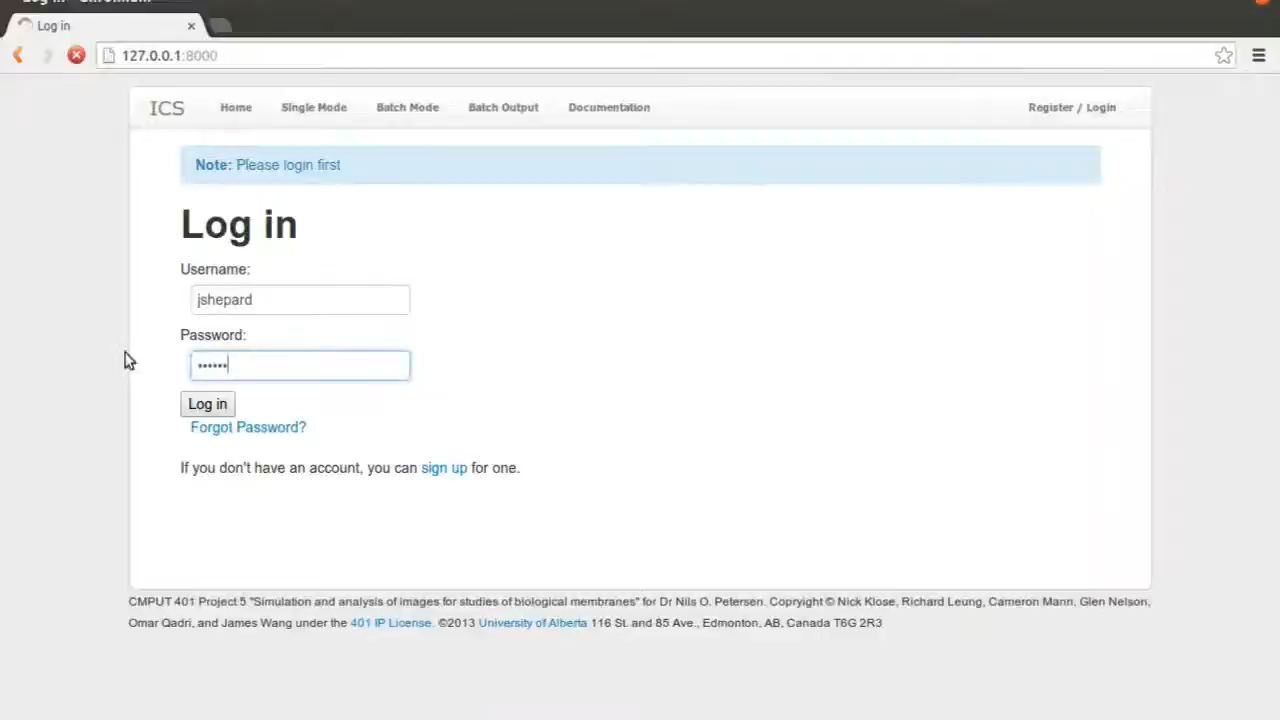 Log in
127.0.0.1:8000
ICS Home Single Mode Batch Mode Batch Output Documentation Register / Login
Note: Please login first
Log in
Username:
jshepard
Password:
••••••
Log in
Forgot Password?
If you don't have an account, you can sign up for one.
CMPUT 401 Project 5 "Simulation and analysis of images for studies of biological membranes" for Dr Nils O. Petersen. Copyright © Nick Klose, Richard Leung, Cameron Mann, Glen Nelson,
Omar Qadri, and James Wang under the 401 IP License. ©2013 University of Alberta 116 St. and 85 Ave., Edmonton, AB, Canada T6G 2R3